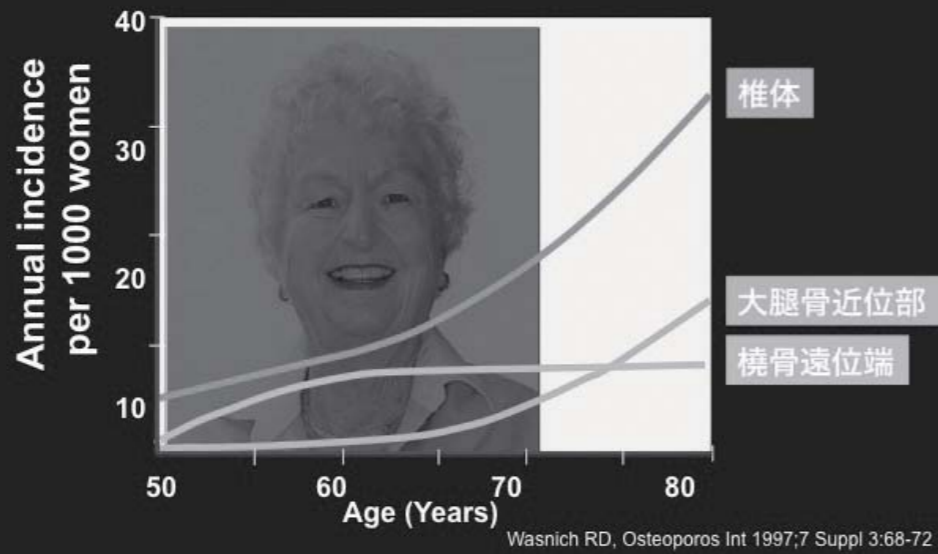 Annual incidence
per 1000 women
40
30
20
10
50
60
70
80
Age (Years)
椎体
大腿骨近位部
橈骨遠位端
Wasnich RD, Osteoporos Int 1997;7 Suppl 3:68-72